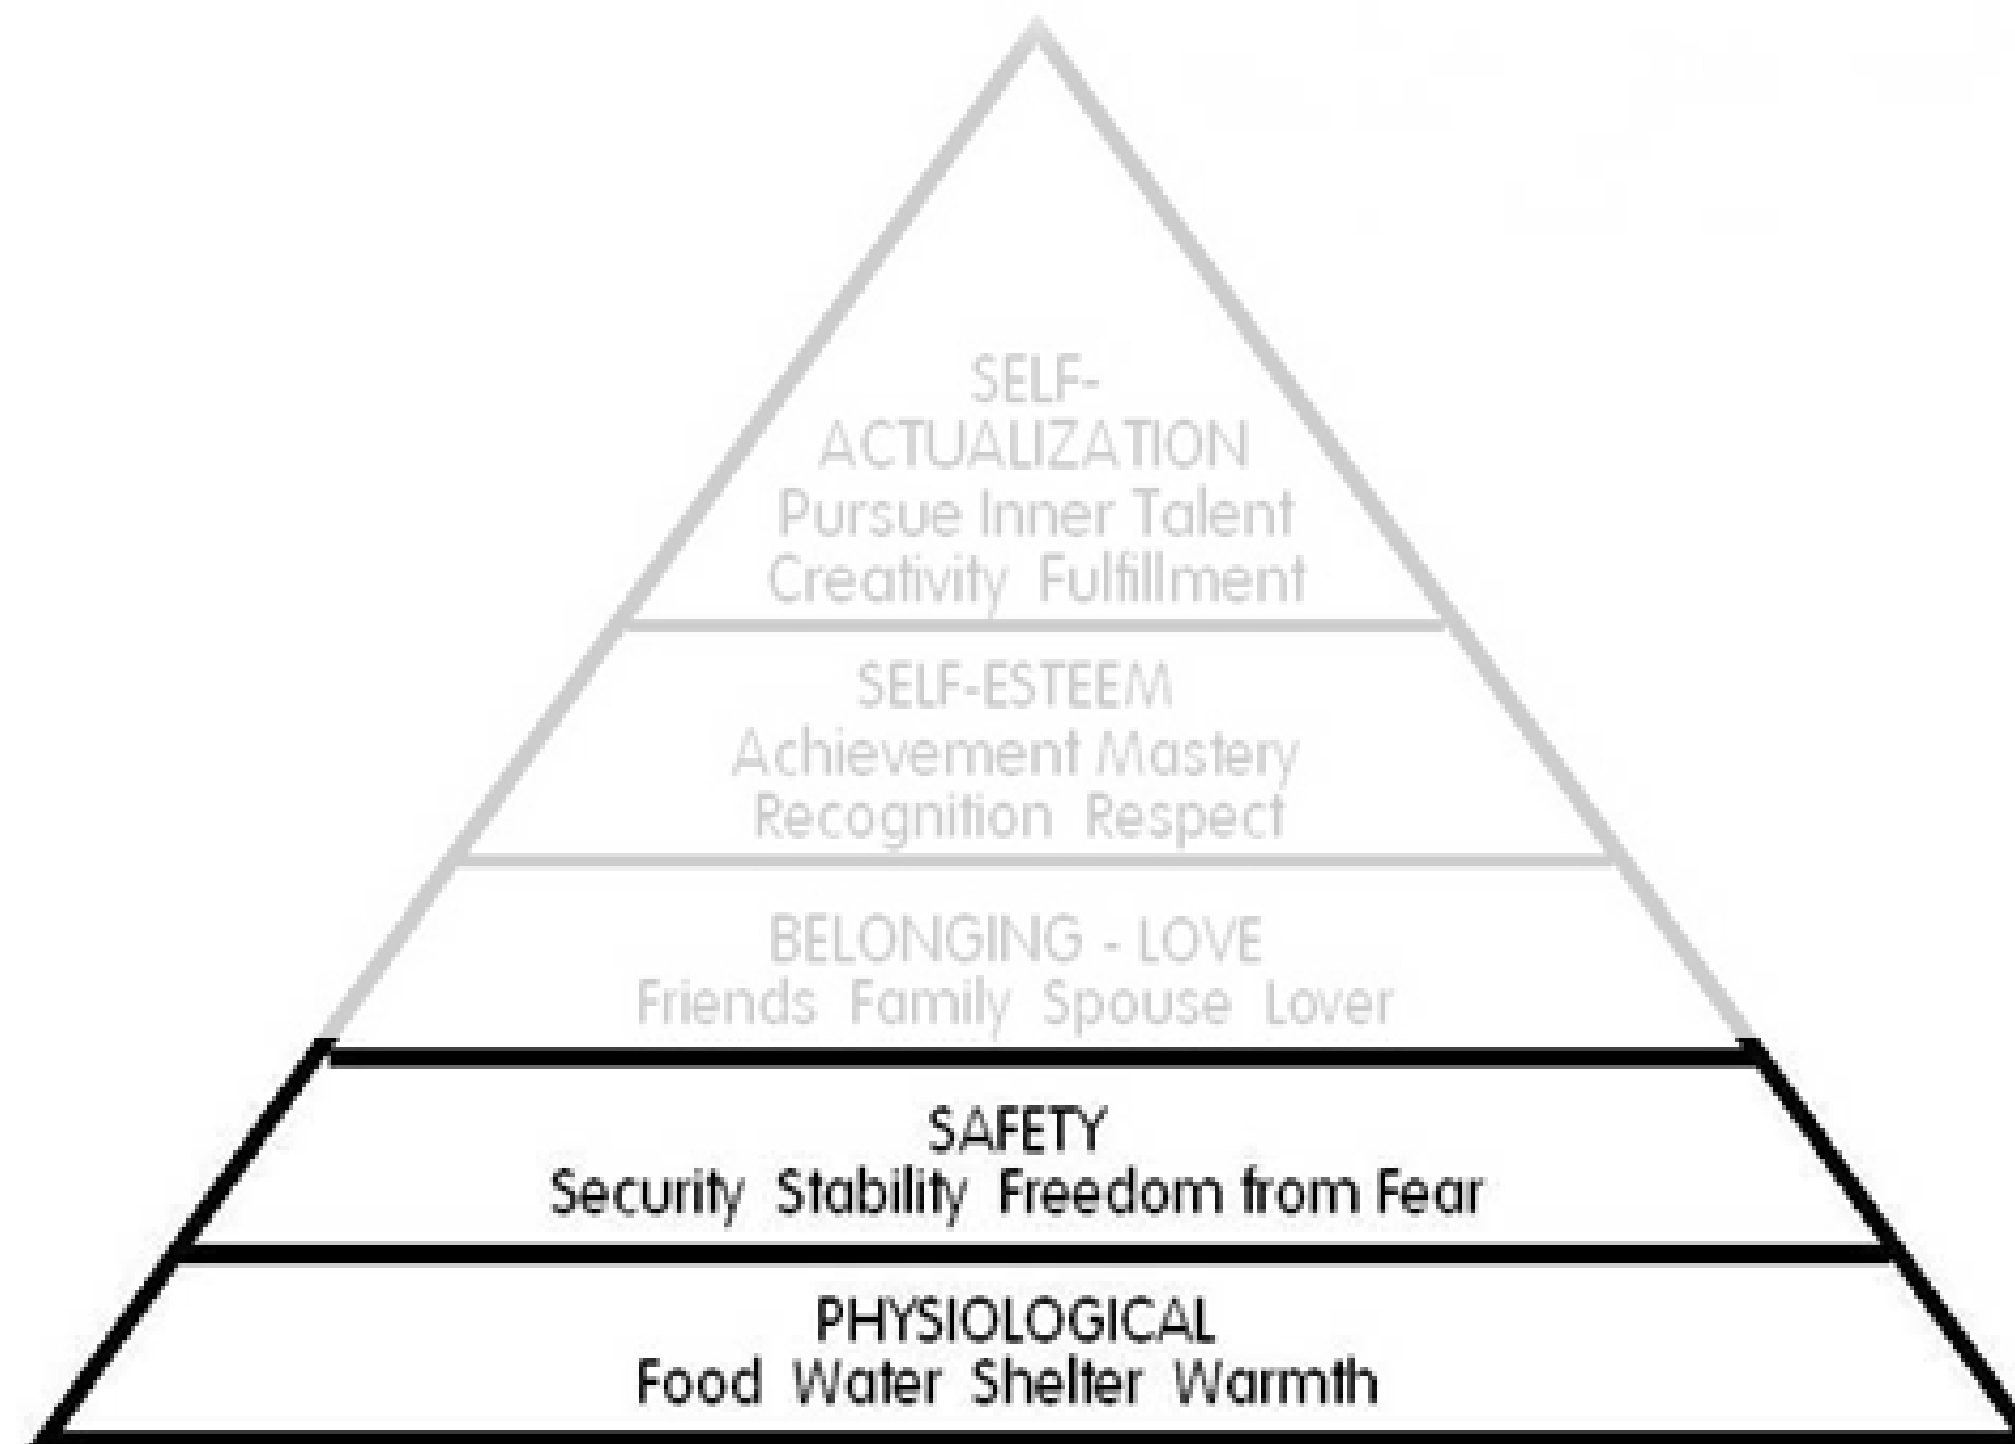 SELF-
ACTUALIZATION
Pursue Inner Talent
Creativity Fulfillment
SELF-ESTEEM
Achievement Mastery
Recognition Respect
BELONGING - LOVE
Friends Family Spouse Lover
SAFETY
Security Stability Freedom from Fear
PHYSIOLOGICAL
Food Water Shelter Warmth